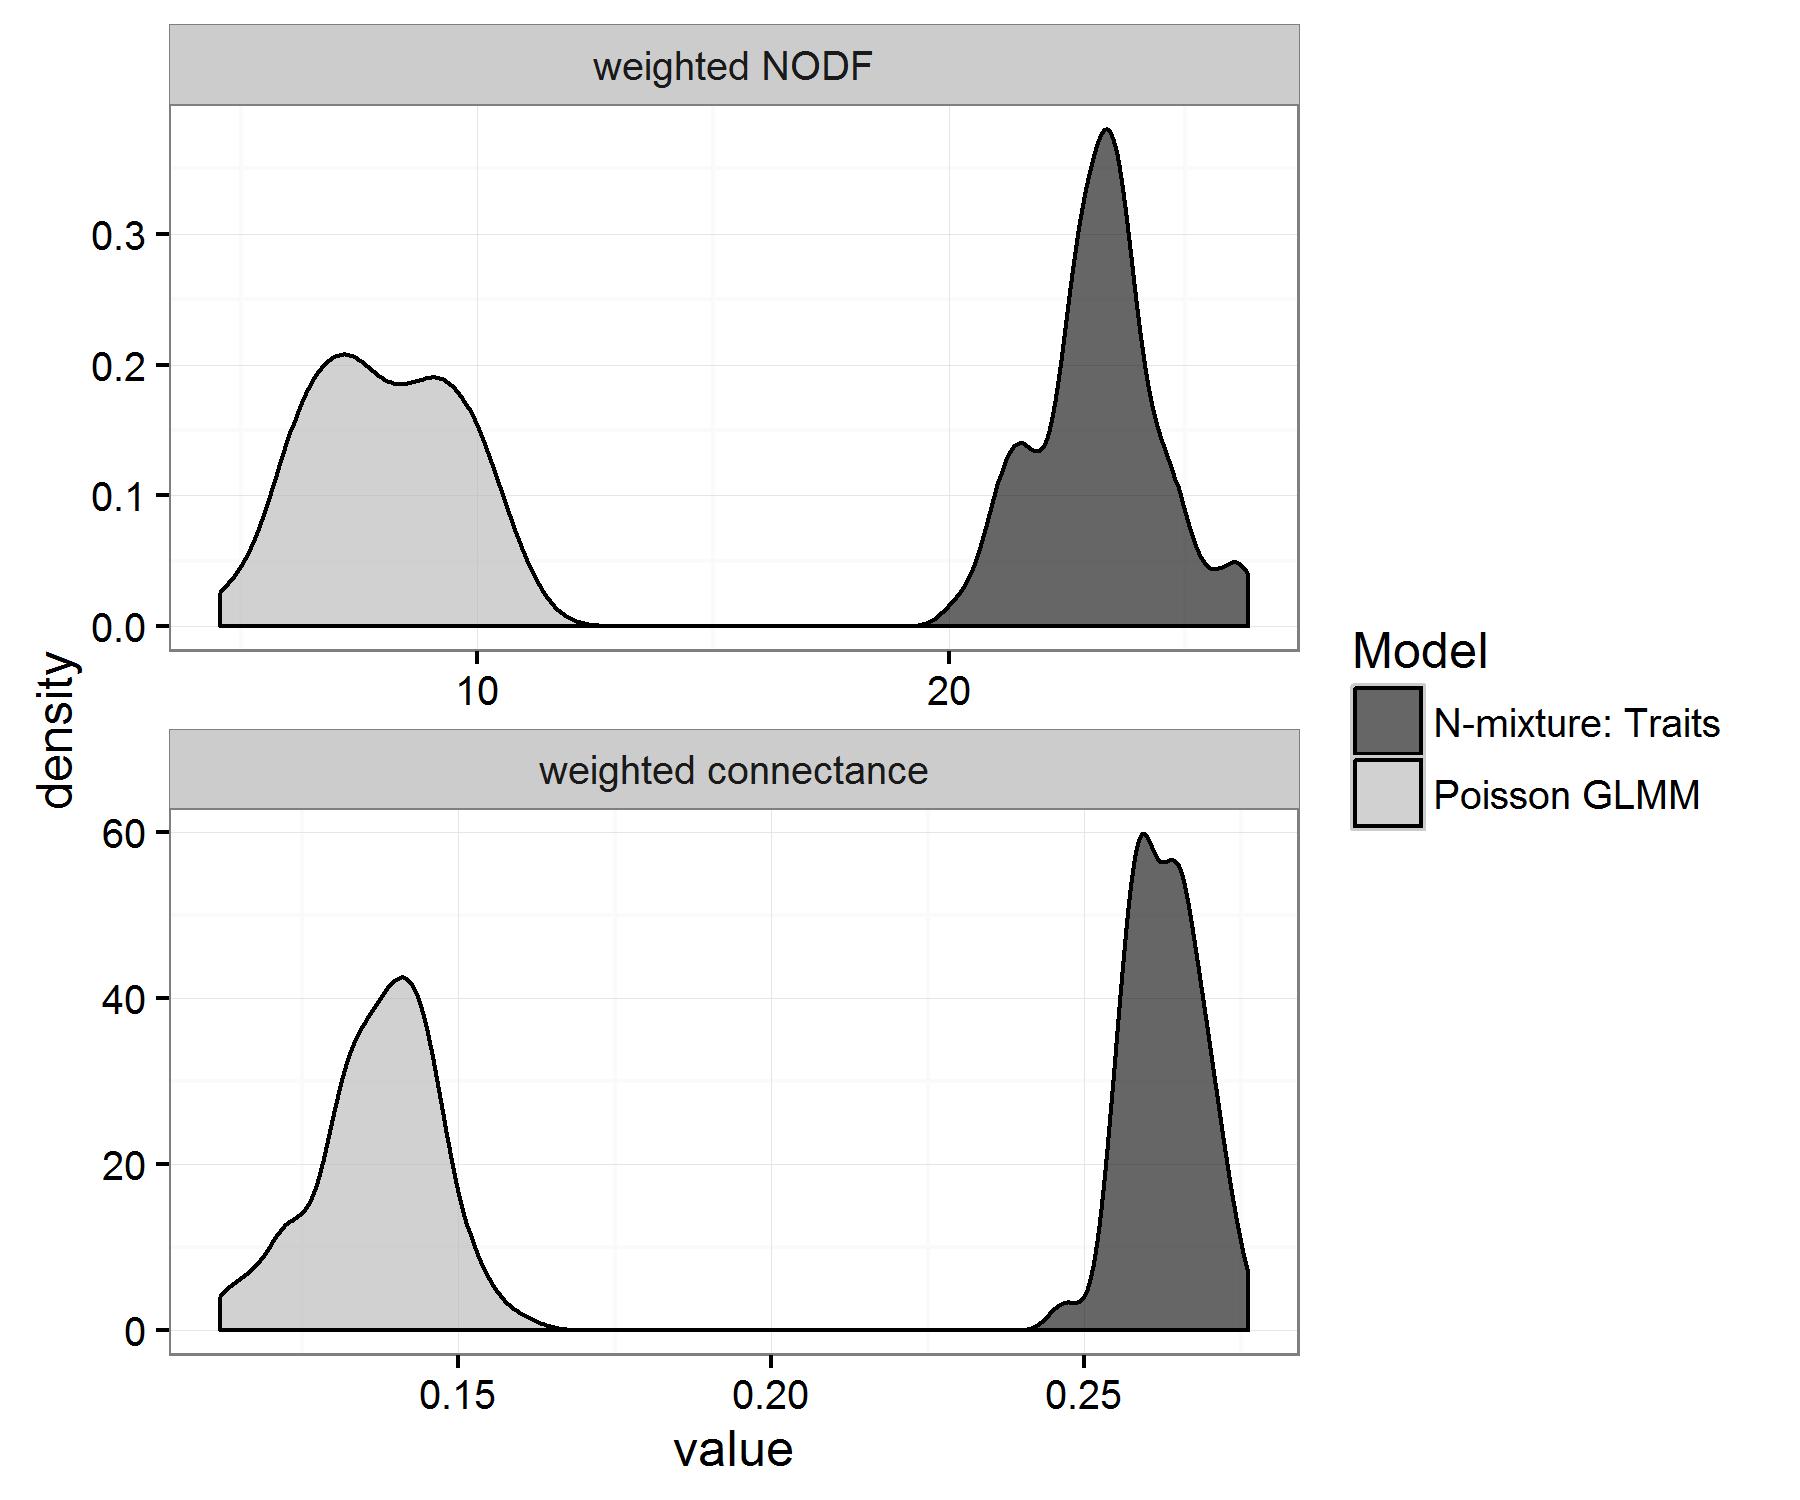 weighted NODF
0.3
0.2
0.1
0.0
10
20
density
weighted connectance
60
40
20
0
0.15
0.20
0.25
value
Model
N-mixture: Traits
Poisson GLMM